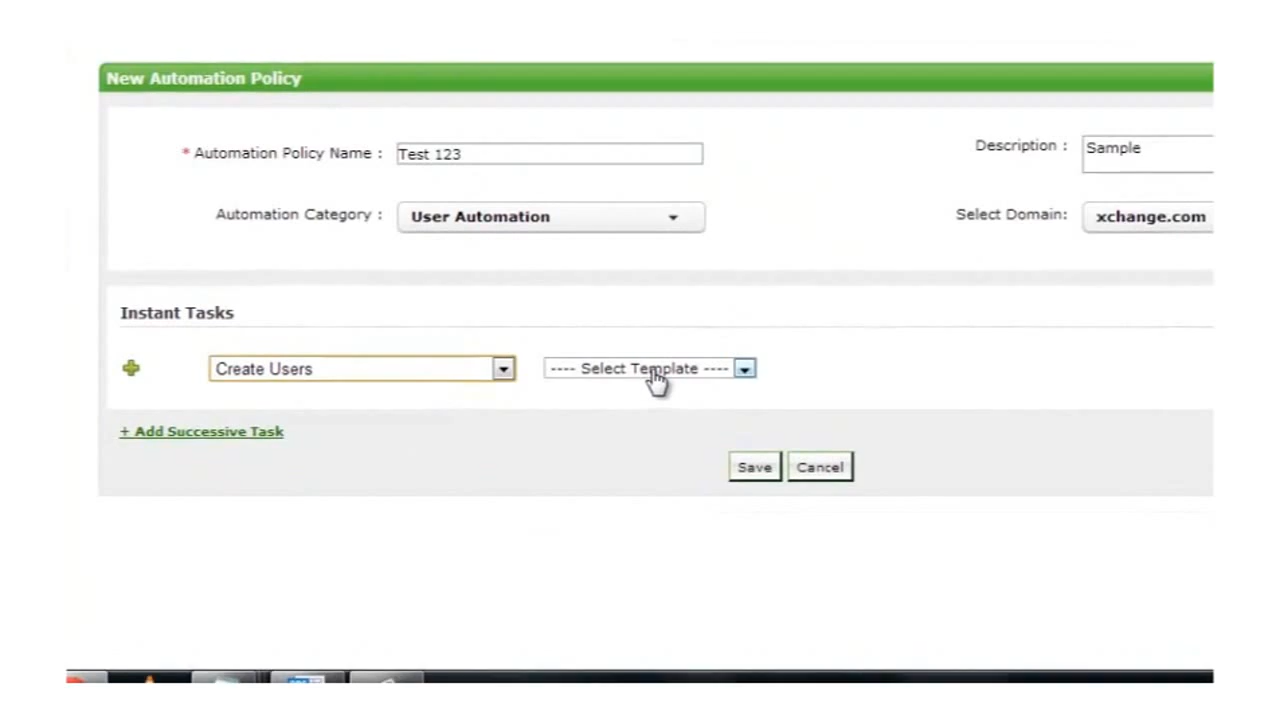 New Automation Policy
* Automation Policy Name : Test 123
Description : Sample
Automation Category : User Automation
Select Domain: xchange.com
Instant Tasks
Create Users ---- Select Template ----
+ Add Successive Task
Save Cancel